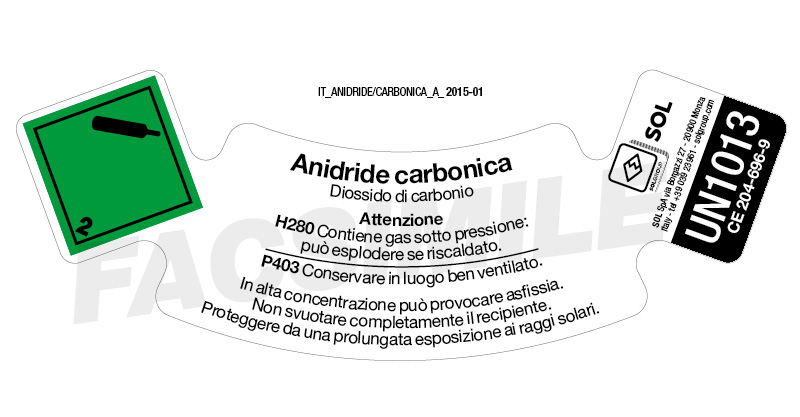 IT_ANIDRIDE/CARBONICA_A_ 2015-01
FACSIMILE
2
Anidride carbonica
Diossido di carbonio
Attenzione
H280 Contiene gas sotto pressione:
può esplodere se riscaldato.
P403 Conservare in luogo ben ventilato.
In alta concentrazione può provocare asfissia.
Non svuotare completamente il recipiente.
Proteggere da una prolungata esposizione ai raggi solari.
SOL
SOLGROUP
SOL SpA via Borgazzi 27 - 20900 Monza
Italy - tel +39 039 23961 - solgroup.com
UN1013
CE 204-696-9